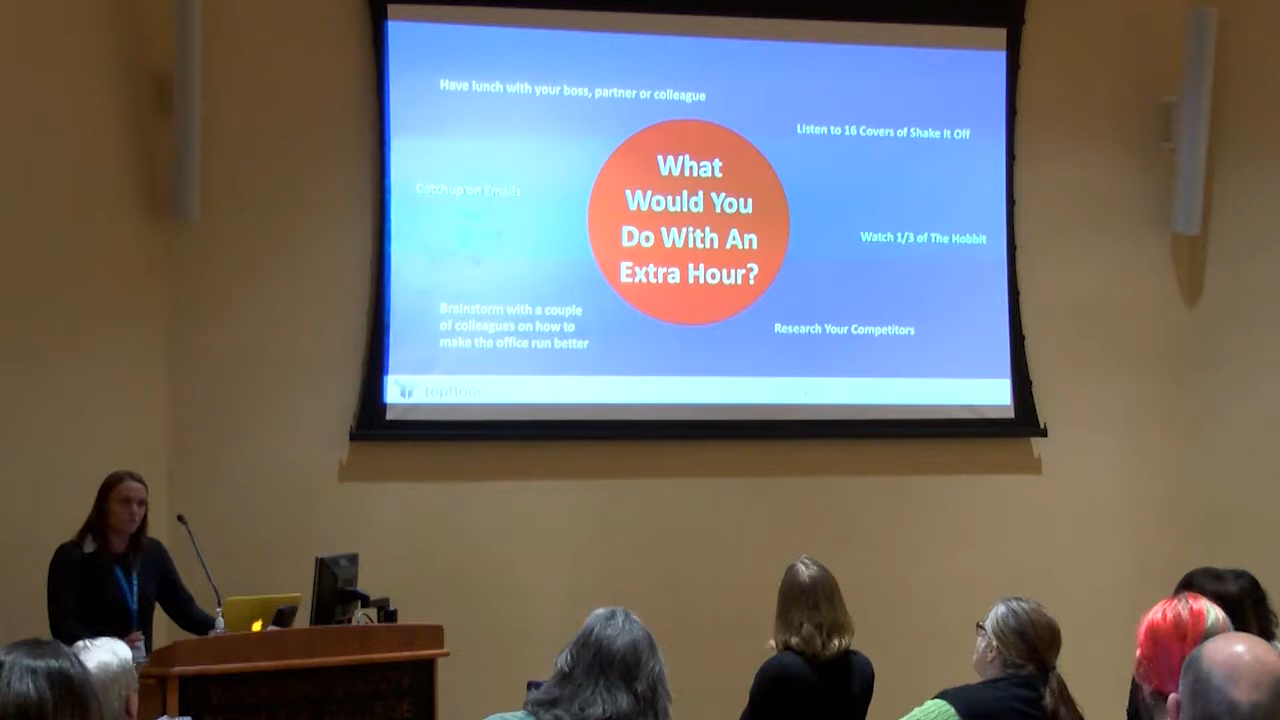 Have lunch with your boss, partner or colleague
Listen to 16 Covers of Shake It Off
What
Would You
Do With An
Extra Hour?
Catchup on Emails
Watch 1/3 of The Hobbit
Brainstorm with a couple
of colleagues on how to
make the office run better
Research Your Competitors
topfloor